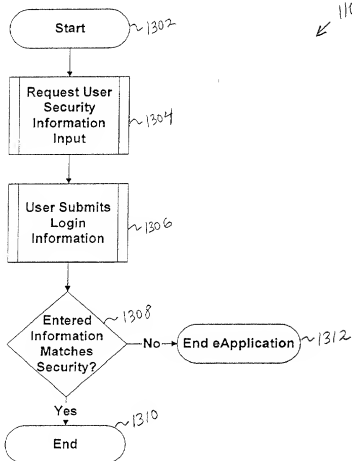 Start
1302
Request User
Security
Information
Input
1304
User Submits
Login
Information
1306
Entered
Information
Matches
Security?
1308
No
End eApplication
1312
Yes
1310
End